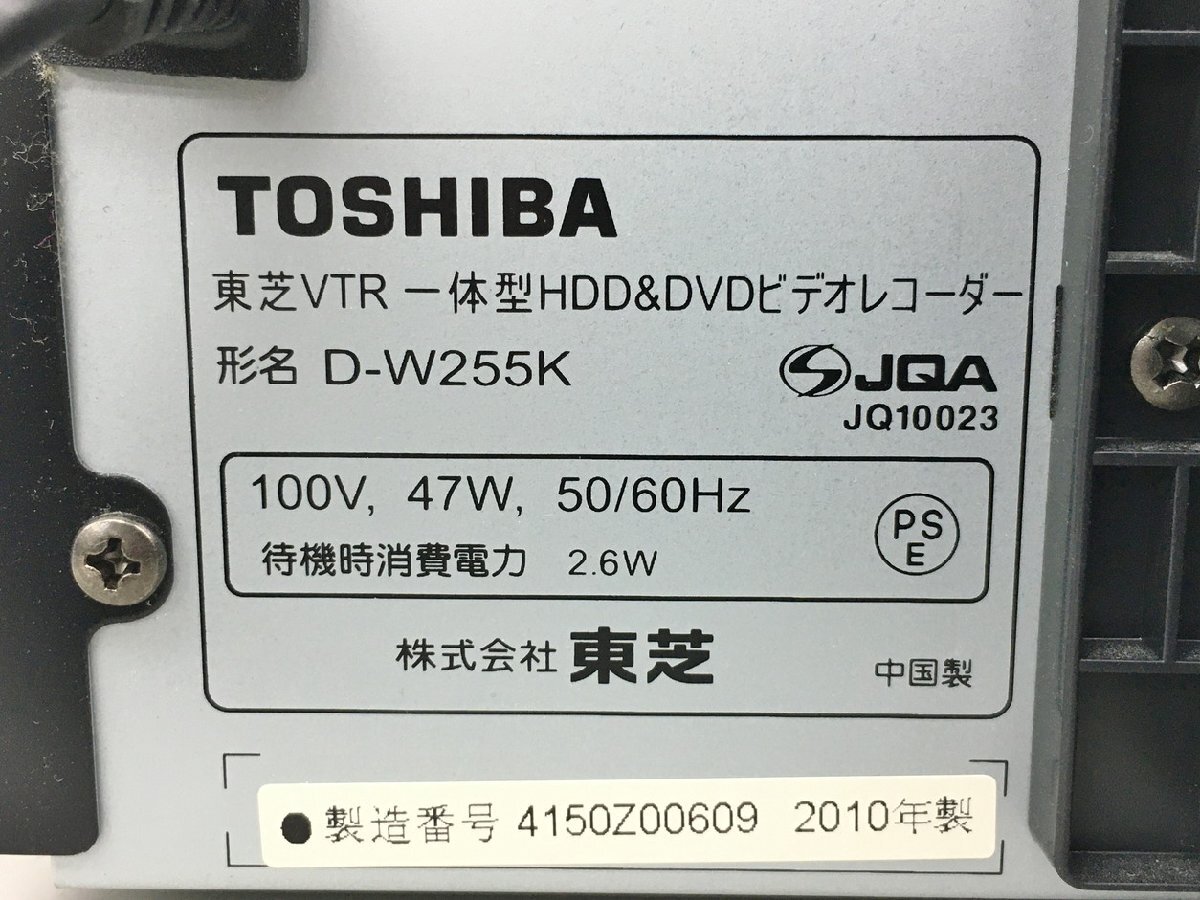 TOSHIBA
東芝VTR 一体型HDD&DVDビデオレコーダー
形名 D-W255K
JQA
JQ10023
100V, 47W, 50/60Hz
待機時消費電力 2.6W
PS
E
株式会社 東芝
中国製
●製造番号 4150Z00609 2010年製